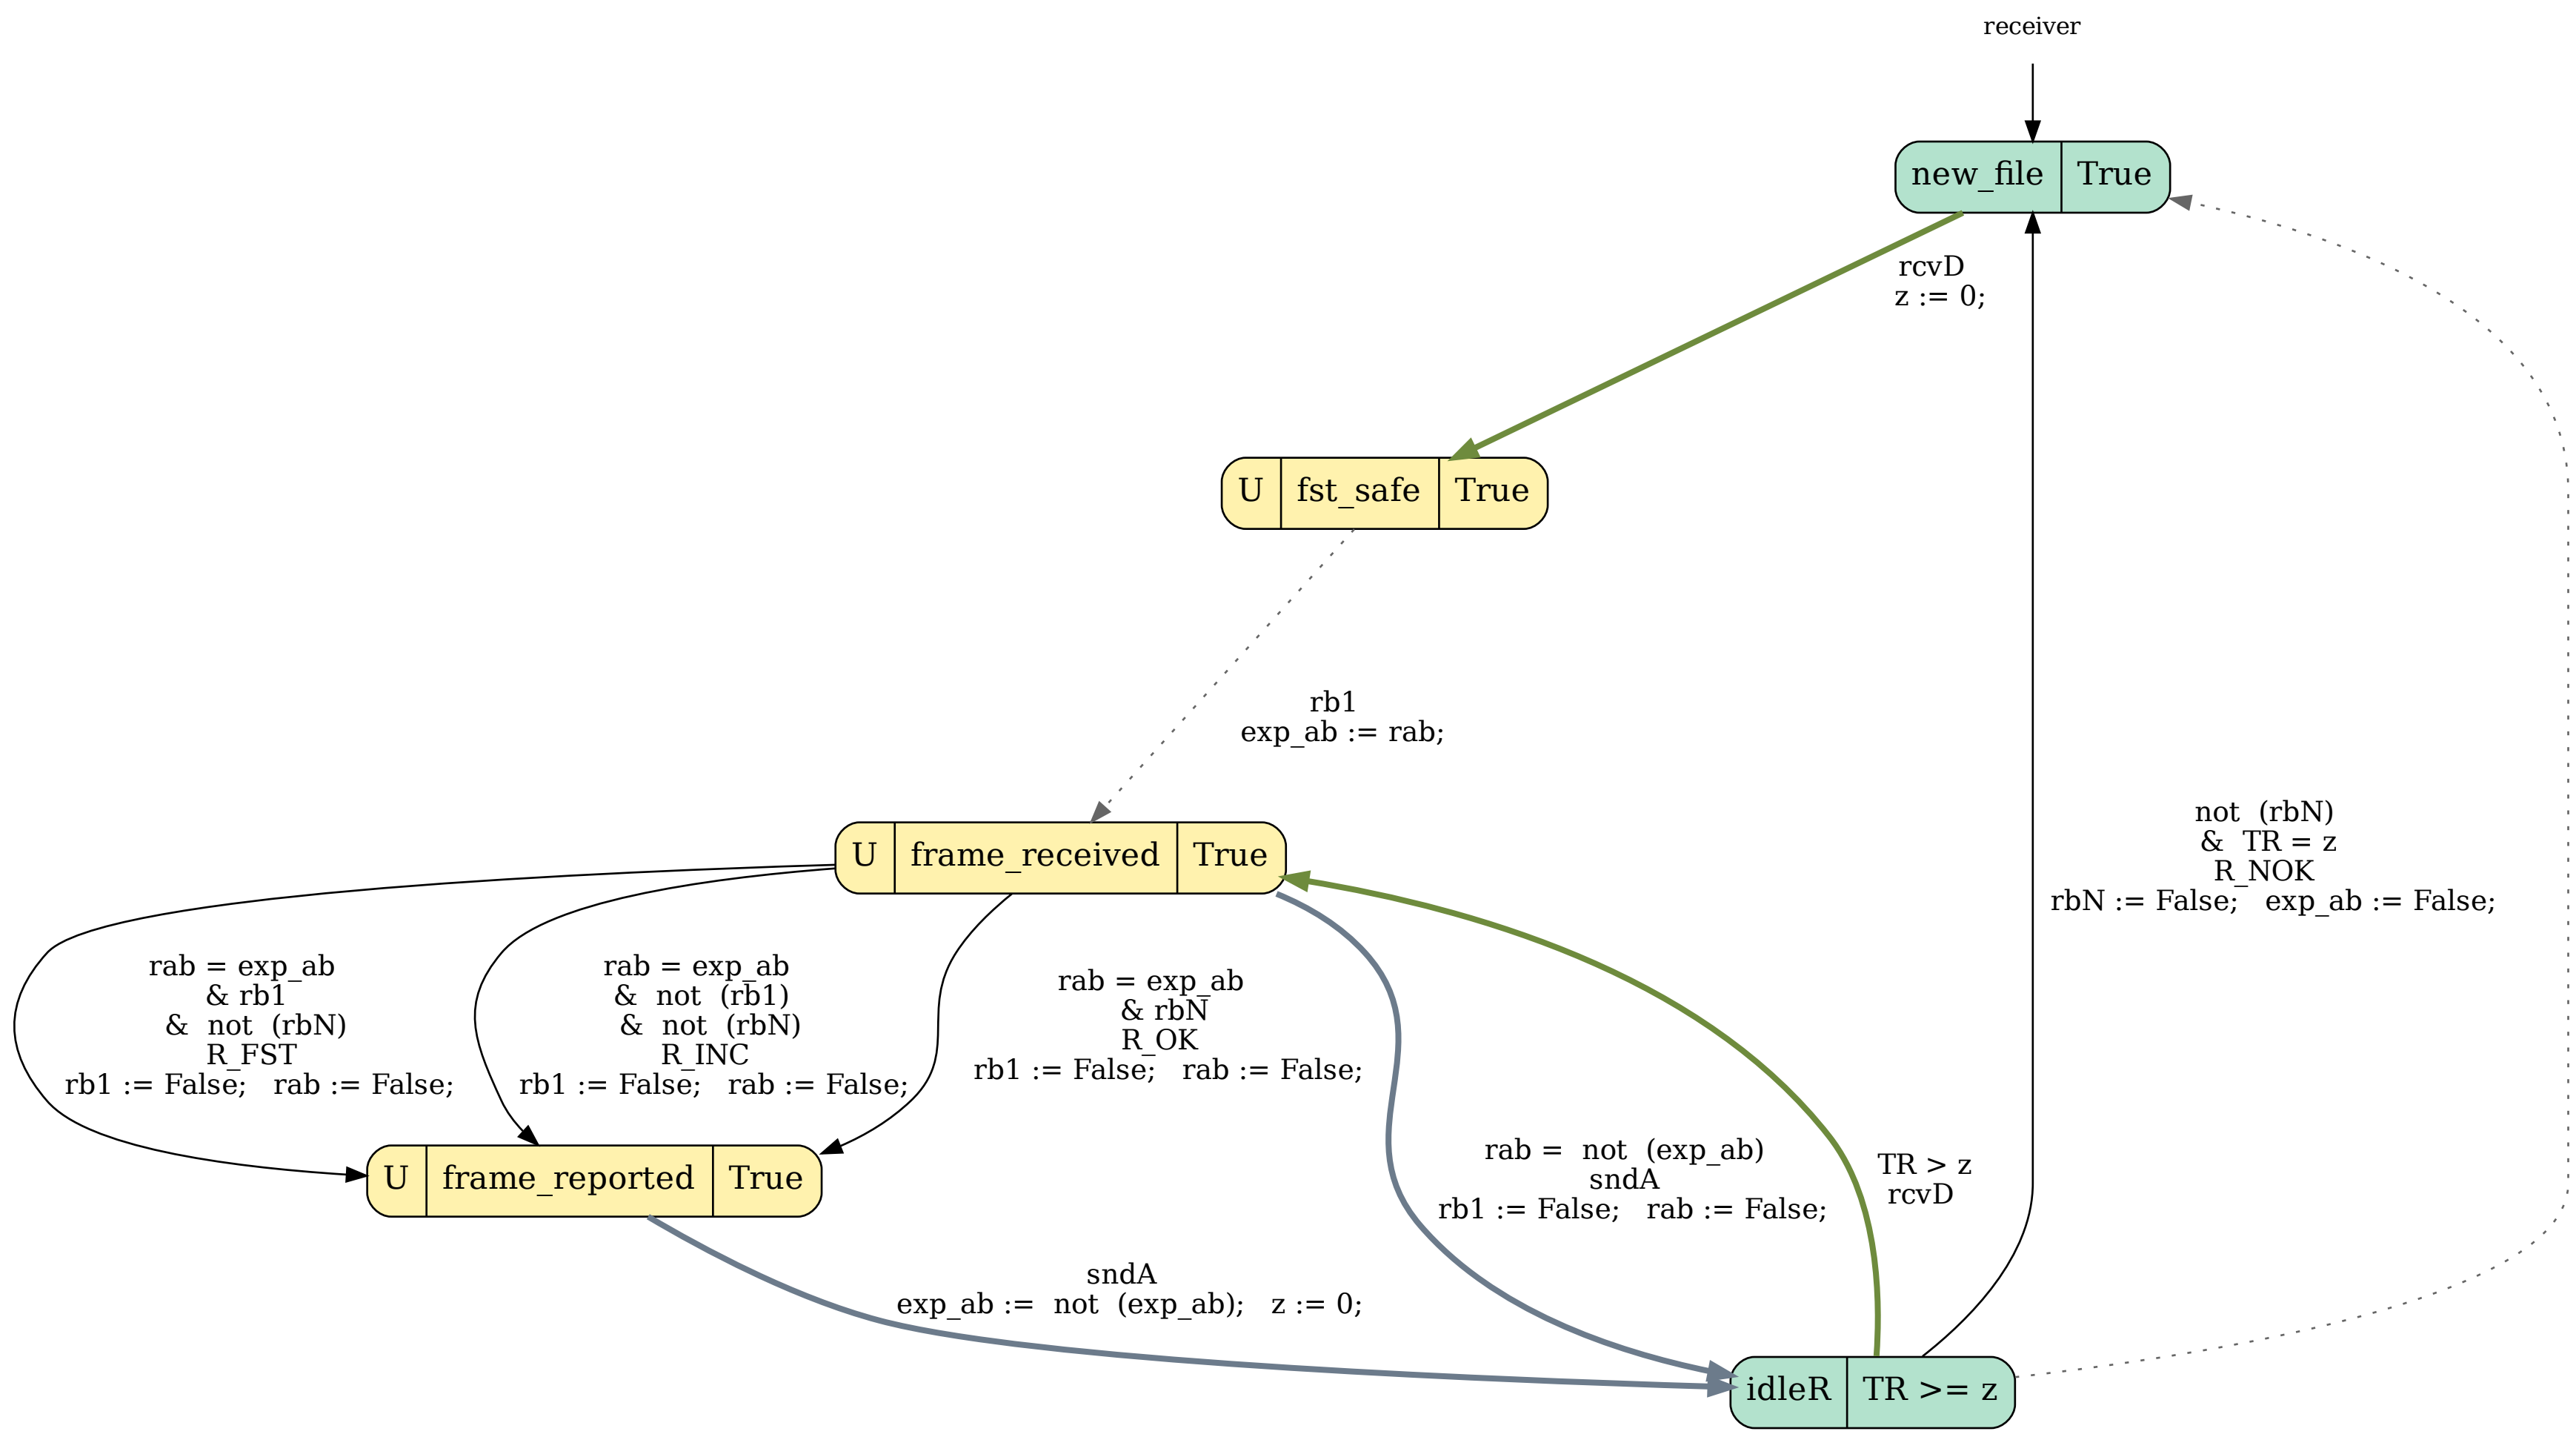 receiver
new_file True
rcvD
z := 0;
U fst_safe True
rb1
exp_ab := rab;
not (rbN)
& TR = z
R_NOK
rbN := False; exp_ab := False;
U frame_received True
rab = exp_ab
& rb1
& not (rbN)
R_FST
rb1 := False; rab := False;
rab = exp_ab
& not (rb1)
& not (rbN)
R_INC
rb1 := False; rab := False;
rab = exp_ab
& rbN
R_OK
rb1 := False; rab := False;
rab = not (exp_ab)
sndA
rb1 := False; rab := False;
TR > z
rcvD
U frame_reported True
sndA
exp_ab := not (exp_ab); z := 0;
idleR TR >= z